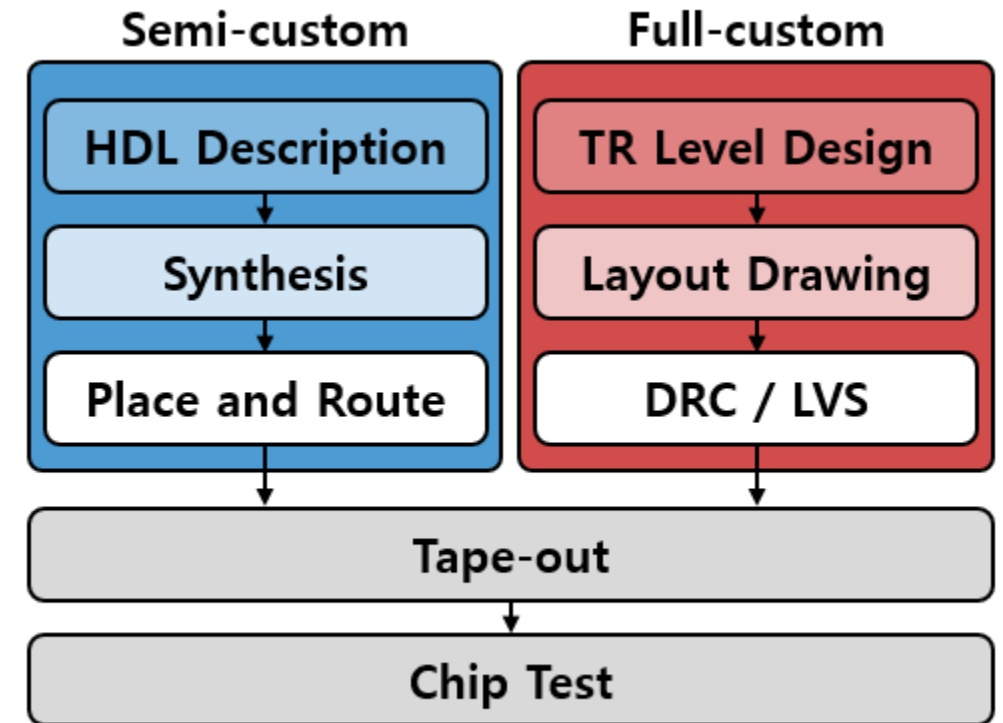 Semi-custom
Full-custom
HDL Description
TR Level Design
Synthesis
Layout Drawing
Place and Route
DRC / LVS
Tape-out
Chip Test